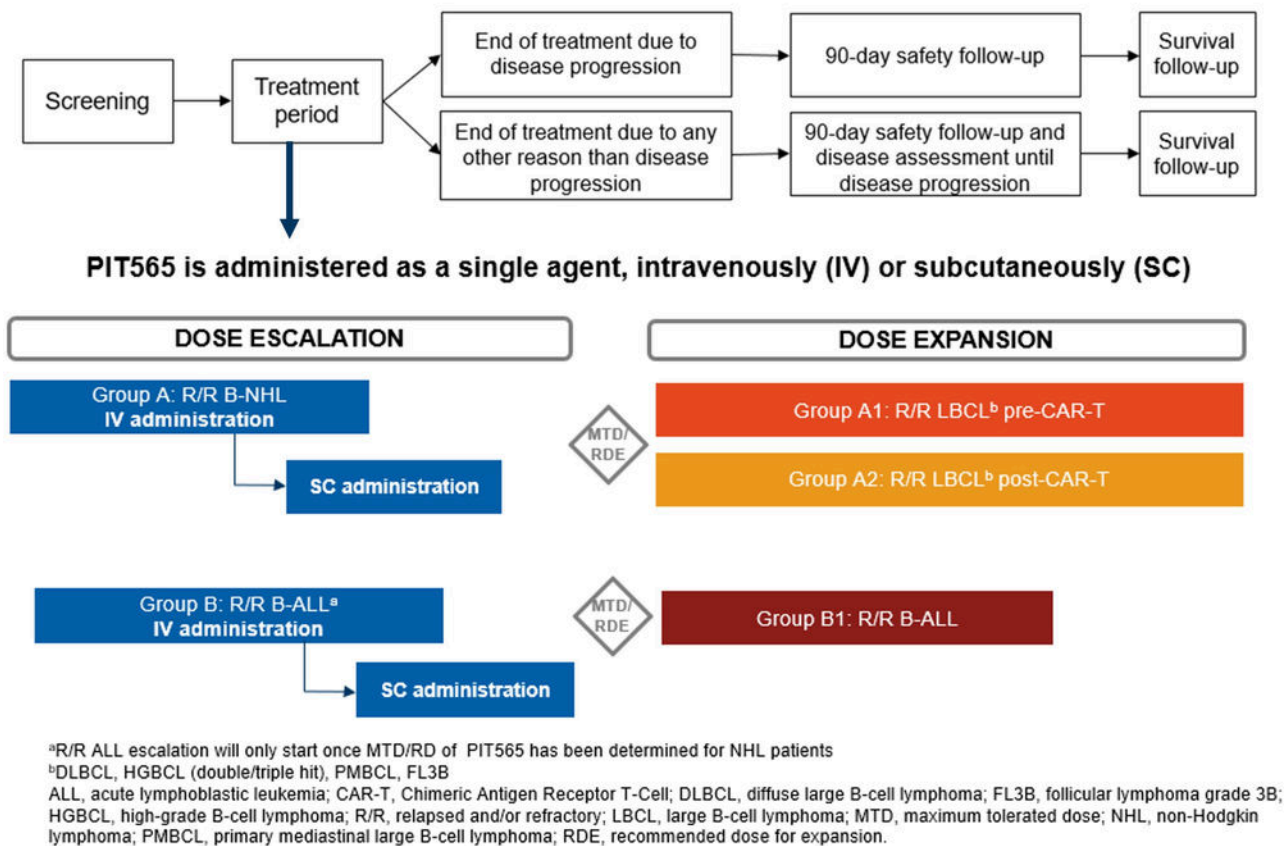 Screening
Treatment
period
End of treatment due to
disease progression
90-day safety follow-up
Survival
follow-up
End of treatment due to any
other reason than disease
progression
90-day safety follow-up and
disease assessment until
disease progression
Survival
follow-up
PIT565 is administered as a single agent, intravenously (IV) or subcutaneously (SC)
DOSE ESCALATION
DOSE EXPANSION
Group A: R/R B-NHL
IV administration
SC administration
MTD/
RDE
Group A1: R/R LBCLᵇ pre-CAR-T
Group A2: R/R LBCLᵇ post-CAR-T
Group B: R/R B-ALLᵃ
IV administration
SC administration
MTD/
RDE
Group B1: R/R B-ALL
ᵃR/R ALL escalation will only start once MTD/RD of PIT565 has been determined for NHL patients
ᵇDLBCL, HGBCL (double/triple hit), PMBCL, FL3B
ALL, acute lymphoblastic leukemia; CAR-T, Chimeric Antigen Receptor T-Cell; DLBCL, diffuse large B-cell lymphoma; FL3B, follicular lymphoma grade 3B;
HGBCL, high-grade B-cell lymphoma; R/R, relapsed and/or refractory; LBCL, large B-cell lymphoma; MTD, maximum tolerated dose; NHL, non-Hodgkin
lymphoma; PMBCL, primary mediastinal large B-cell lymphoma; RDE, recommended dose for expansion.